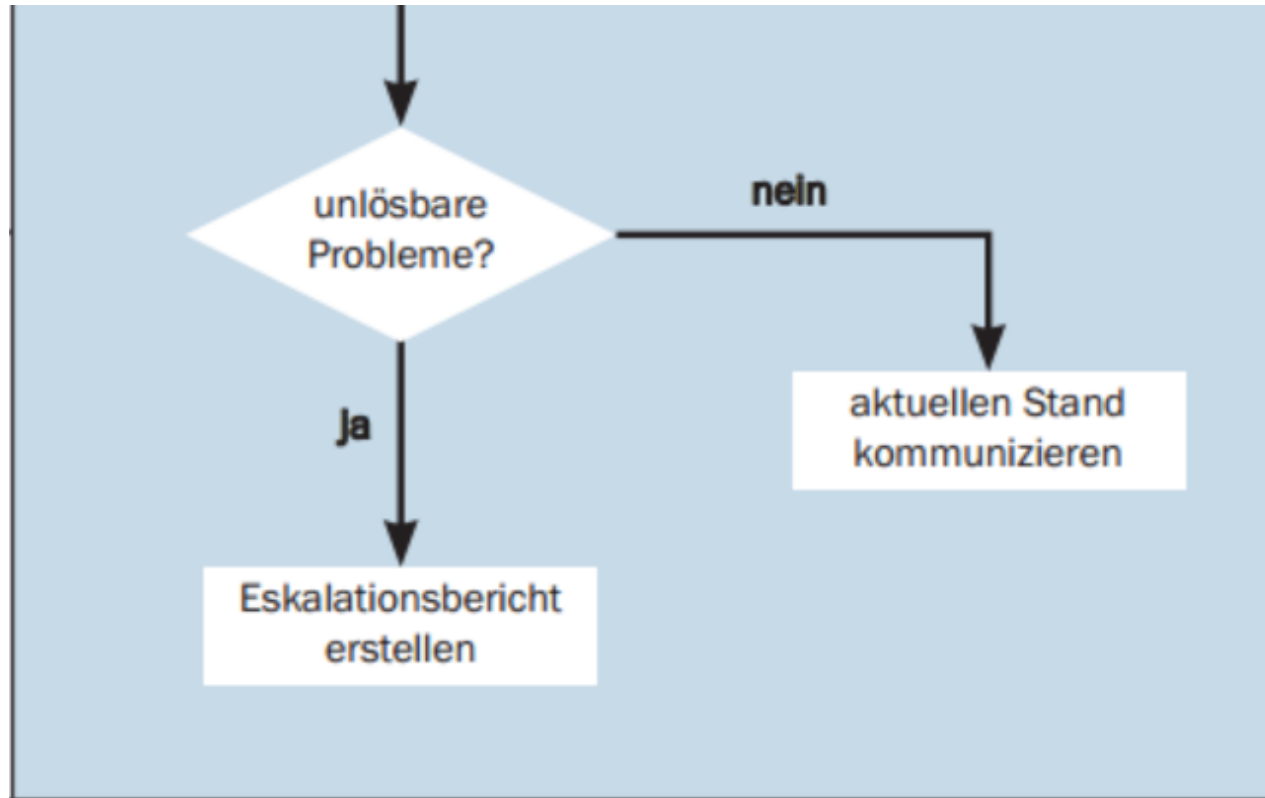 unlösbare
Probleme?
nein
aktuellen Stand
kommunizieren
ja
Eskalationsbericht
erstellen